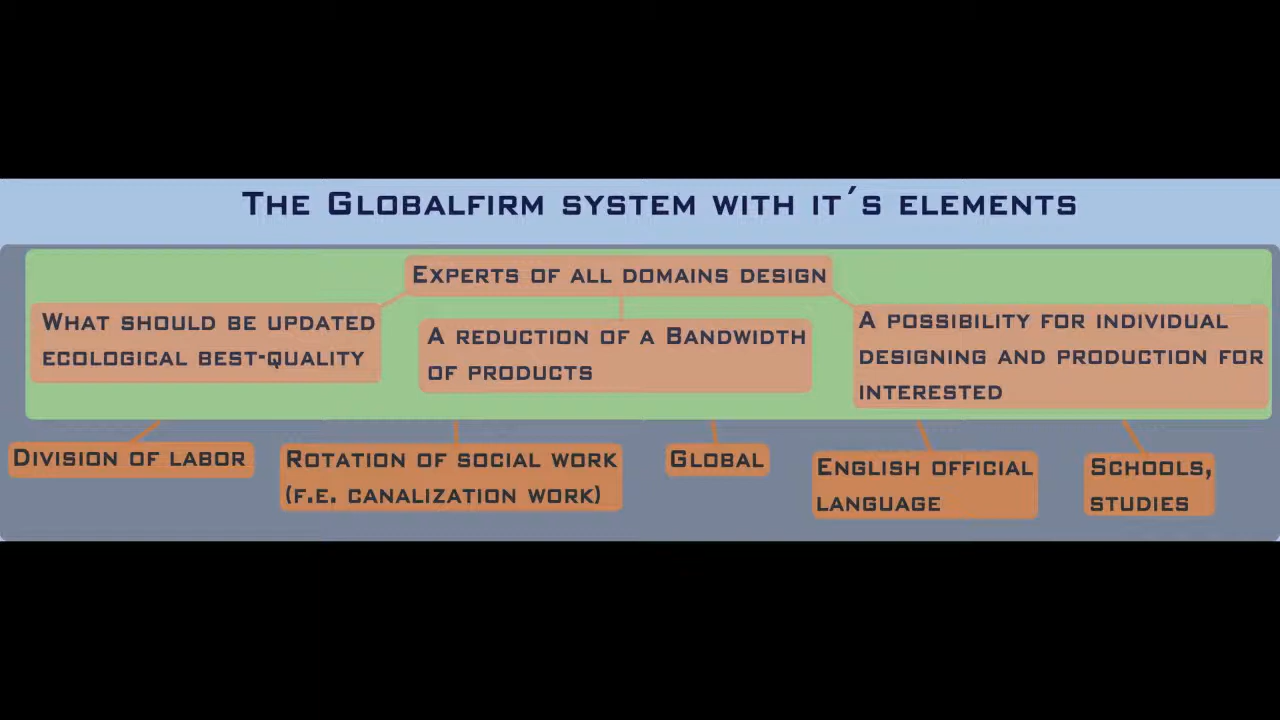 The Globalfirm system with it´s elements
Experts of all domains design
What should be updated
ecological best-quality
A reduction of a Bandwidth
of products
A possibility for individual
designing and production for
interested
Division of labor
Rotation of social work
(f.e. canalization work)
Global
English official
language
Schools,
studies